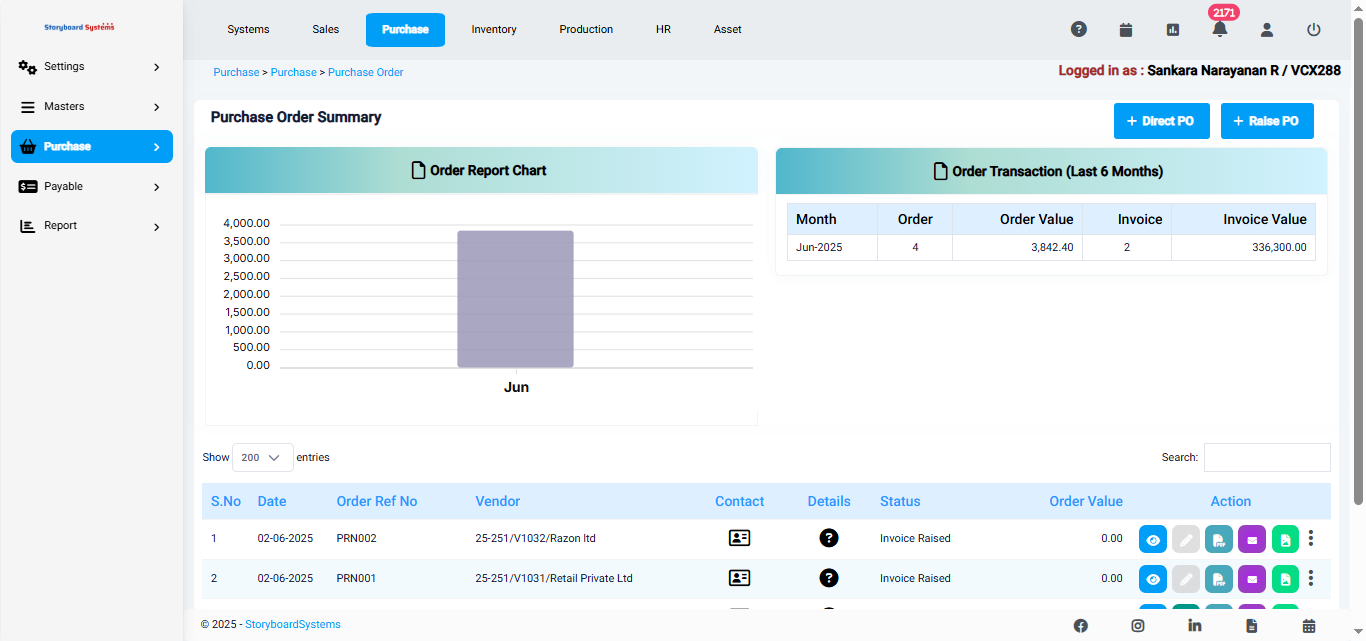 Storyboard Systems
Systems Sales Purchase Inventory Production HR Asset 2171
Settings
Masters
Purchase
Payable
Report
Purchase > Purchase > Purchase Order
Logged in as : Sankara Narayanan R / VCX288
Purchase Order Summary
+ Direct PO + Raise PO
Order Report Chart
4,000.00
3,500.00
3,000.00
2,500.00
2,000.00
1,500.00
1,000.00
500.00
0.00
Jun
Order Transaction (Last 6 Months)
Month Order Order Value Invoice Invoice Value
Jun-2025 4 3,842.40 2 336,300.00
Show 200 entries
Search:
S.No Date Order Ref No Vendor Contact Details Status Order Value Action
1 02-06-2025 PRN002 25-251/V1032/Razon ltd Invoice Raised 0.00
2 02-06-2025 PRN001 25-251/V1031/Retail Private Ltd Invoice Raised 0.00
© 2025 - StoryboardSystems